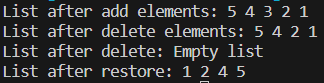 List after add elements: 5 4 3 2 1
List after delete elements: 5 4 2 1
List after delete: Empty list
List after restore: 1 2 4 5